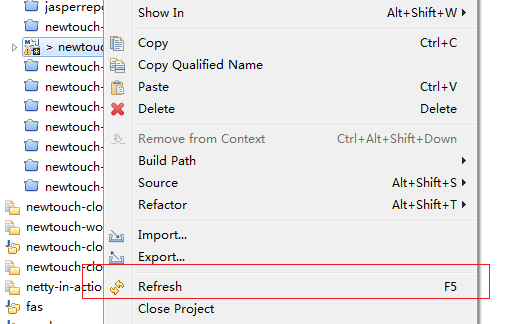 jasperrepo
newtouch-
> newtouch
newtouch-
newtouch-
newtouch-
newtouch-
newtouch-
newtouch-
newtouch-
newtouch-clo
newtouch-wo
newtouch-clo
newtouch-clo
netty-in-actio
fas
Show In Alt+Shift+W
Copy Ctrl+C
Copy Qualified Name
Paste Ctrl+V
Delete Delete
Remove from Context Ctrl+Alt+Shift+Down
Build Path
Source Alt+Shift+S
Refactor Alt+Shift+T
Import...
Export...
Refresh F5
Close Project